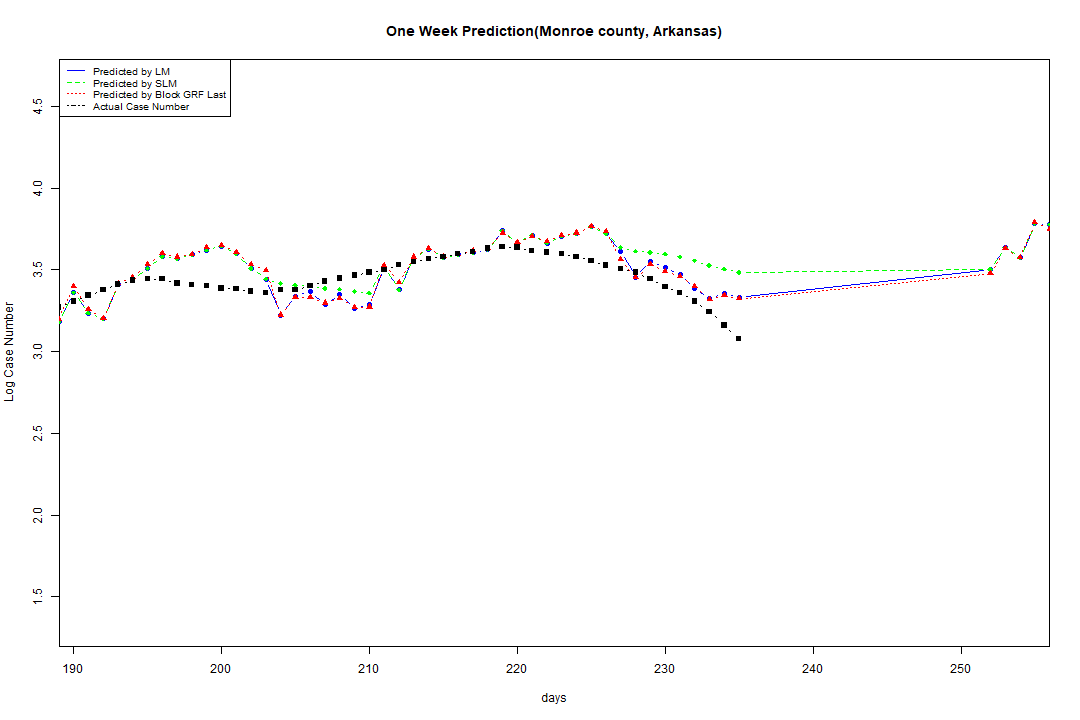 One Week Prediction(Monroe county, Arkansas)
Predicted by LM
Predicted by SLM
Predicted by Block GRF Last
Actual Case Number
4.5
4.0
3.5
3.0
2.5
2.0
1.5
Log Case Number
190 200 210 220 230 240 250
days